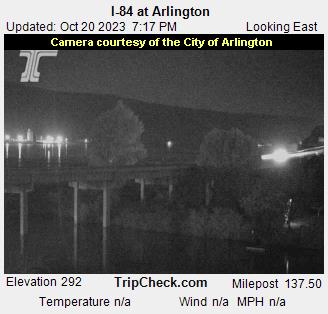 I-84 at Arlington
Updated: Oct 20 2023 7:17 PM Looking East
Camera courtesy of the City of Arlington
Elevation 292 TripCheck.com Milepost 137.50
Temperature n/a Wind n/a MPH n/a